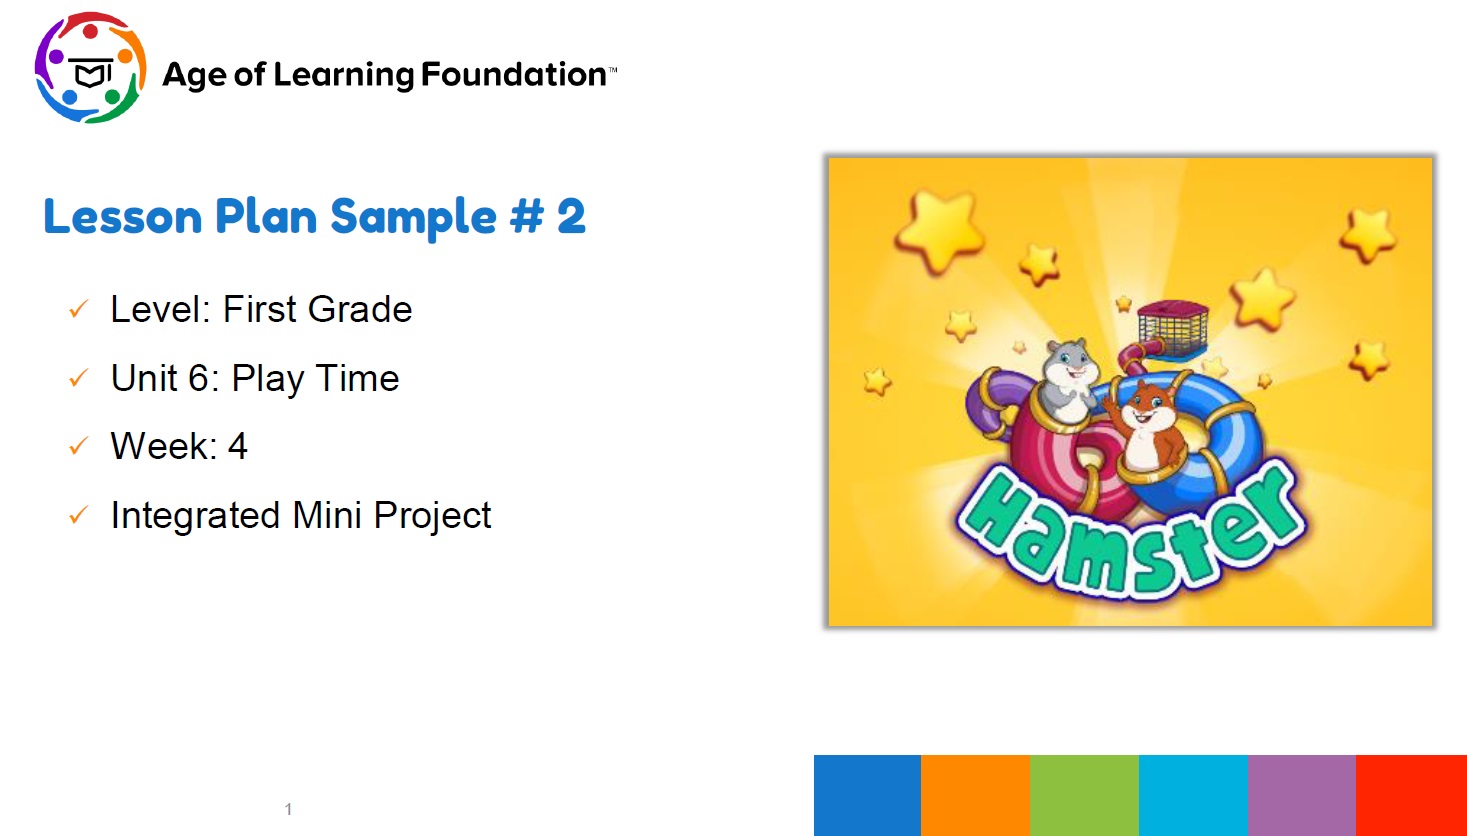 Age of Learning Foundation™
Lesson Plan Sample # 2
✓ Level: First Grade
✓ Unit 6: Play Time
✓ Week: 4
✓ Integrated Mini Project
Hamster
1